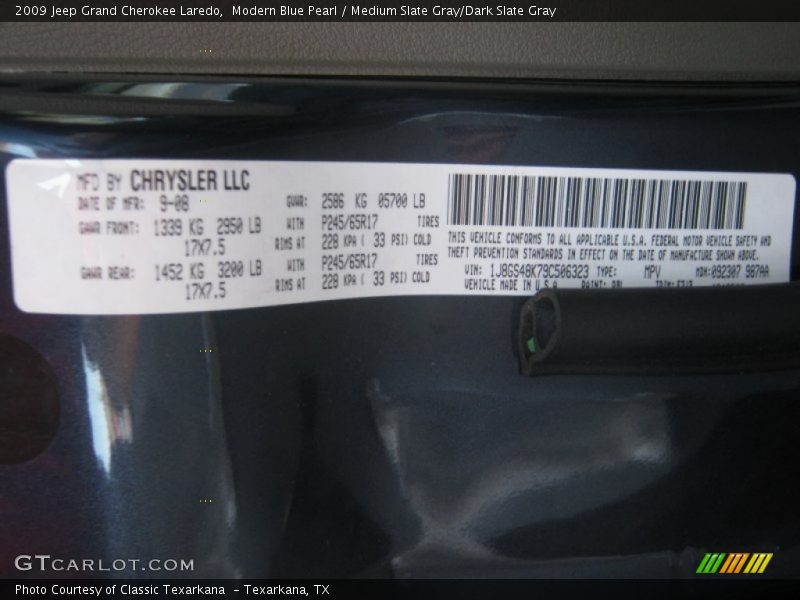 2009 Jeep Grand Cherokee Laredo, Modern Blue Pearl / Medium Slate Gray/Dark Slate Gray
MFD BY CHRYSLER LLC
DATE OF MFR: 9-08 GVWR: 2586 KG 05700 LB
GAWR FRONT: 1339 KG 2950 LB WITH P245/65R17 TIRES
17X7.5 RIMS AT 228 KPA ( 33 PSI) COLD
GAWR REAR: 1452 KG 3200 LB WITH P245/65R17 TIRES
17X7.5 RIMS AT 228 KPA ( 33 PSI) COLD
THIS VEHICLE CONFORMS TO ALL APPLICABLE U.S.A. FEDERAL MOTOR VEHICLE SAFETY AND
THEFT PREVENTION STANDARDS IN EFFECT ON THE DATE OF MANUFACTURE SHOWN ABOVE.
VIN: 1J8GS48K79C506323 TYPE: MPV MDH:092307 987AA
VEHICLE MADE IN U.S.A. PAINT: TRIM:
GTCARLOT.COM
Photo Courtesy of Classic Texarkana - Texarkana, TX